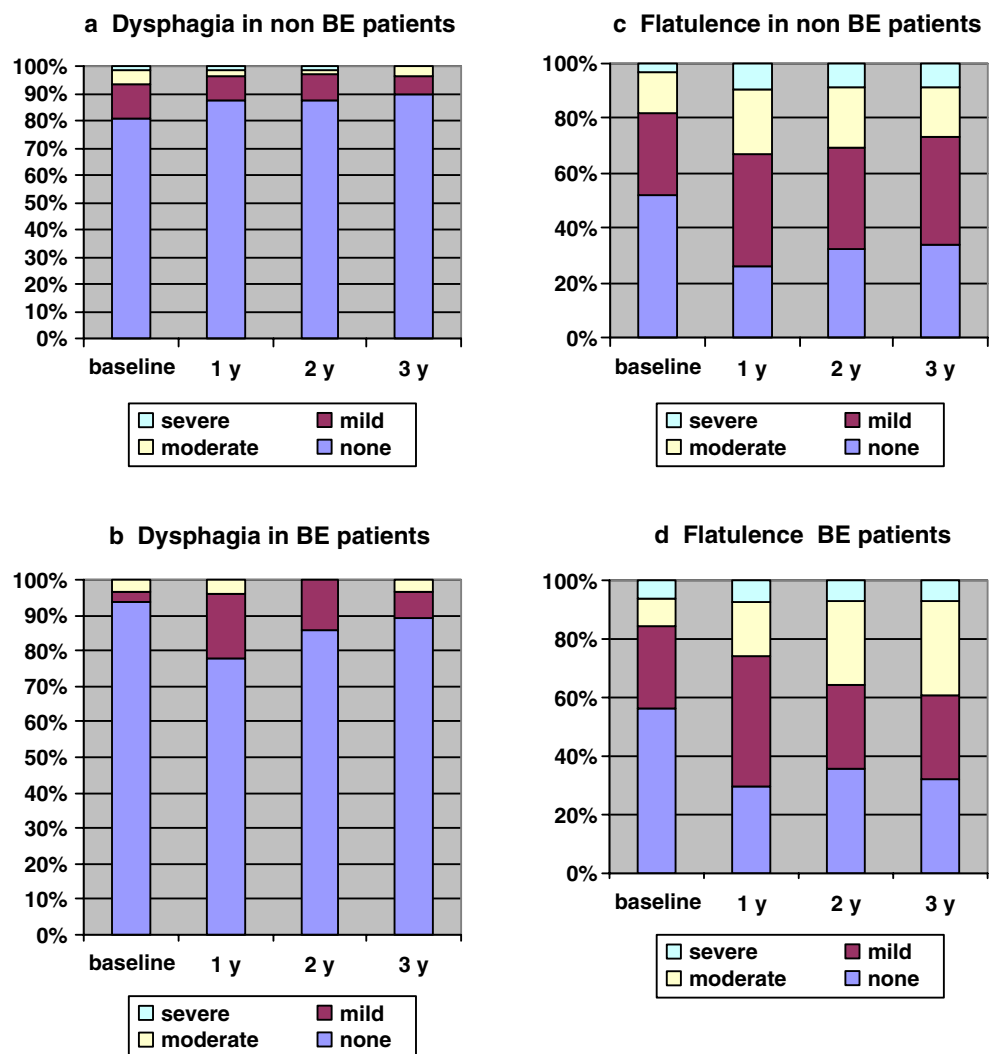 a Dysphagia in non BE patients
100%
90%
80%
70%
60%
50%
40%
30%
20%
10%
0%
baseline 1 y 2 y 3 y
severe mild
moderate none
c Flatulence in non BE patients
100%
80%
60%
40%
20%
0%
baseline 1 y 2 y 3 y
severe mild
moderate none
b Dysphagia in BE patients
100%
90%
80%
70%
60%
50%
40%
30%
20%
10%
0%
baseline 1 y 2 y 3 y
severe mild
moderate none
d Flatulence BE patients
100%
80%
60%
40%
20%
0%
baseline 1 y 2 y 3 y
severe mild
moderate none